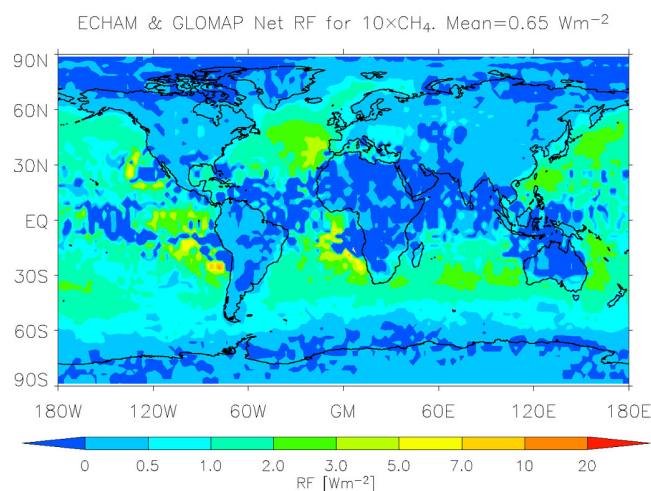 ECHAM & GLOMAP Net RF for 10×CH₄. Mean=0.65 Wm⁻²
90N
60N
30N
EQ
30S
60S
90S
180W 120W 60W GM 60E 120E 180E
0 0.5 1.0 2.0 3.0 5.0 7.0 10 20
RF [Wm⁻²]